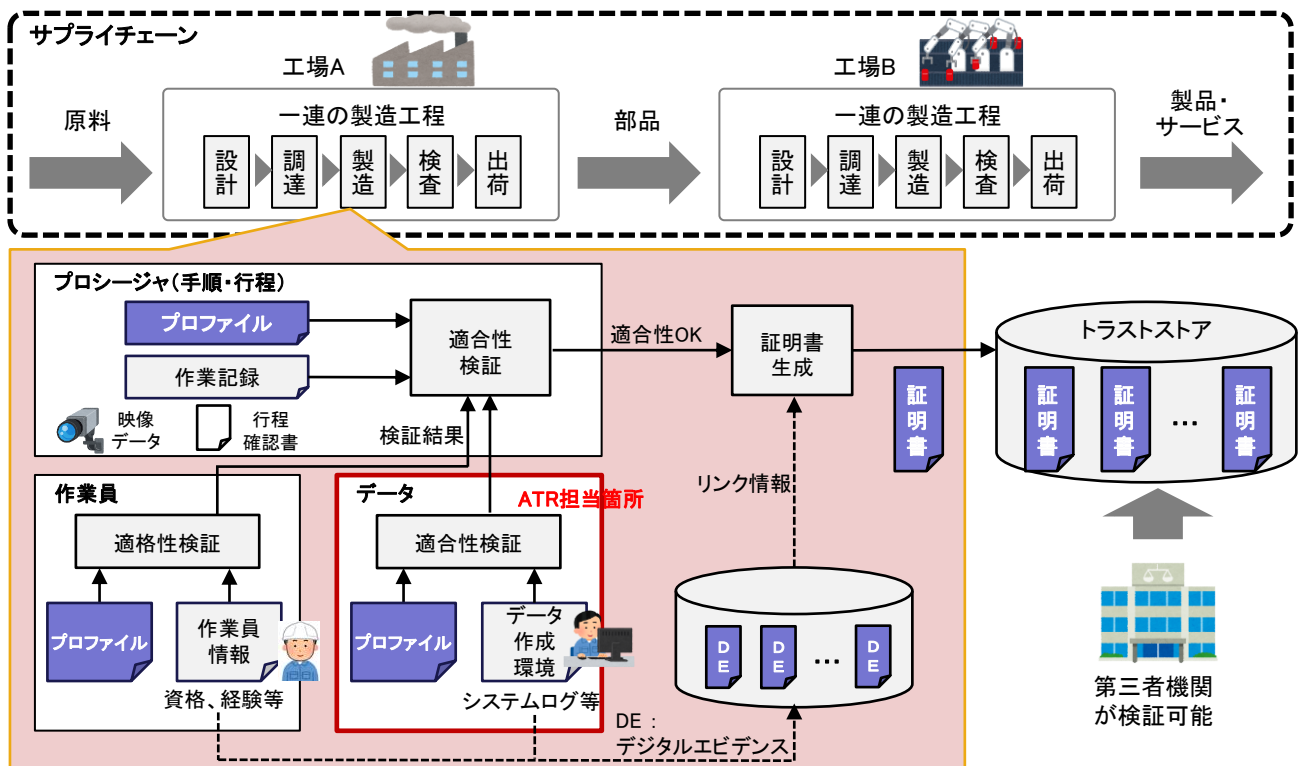 サプライチェーン
工場A
工場B
原料
一連の製造工程
設計
調達
製造
検査
出荷
部品
一連の製造工程
設計
調達
製造
検査
出荷
製品・
サービス
プロシージャ(手順・行程)
プロファイル
作業記録
映像
データ
行程
確認書
適合性
検証
検証結果
適合性OK
証明書
生成
証明書
トラストストア
証明書
証明書
…
証明書
作業員
適格性検証
プロファイル
作業員
情報
資格、経験等
データ
ATR担当箇所
適合性検証
プロファイル
データ
作成
環境
システムログ等
リンク情報
DE
DE
…
DE
DE:
デジタルエビデンス
第三者機関
が検証可能